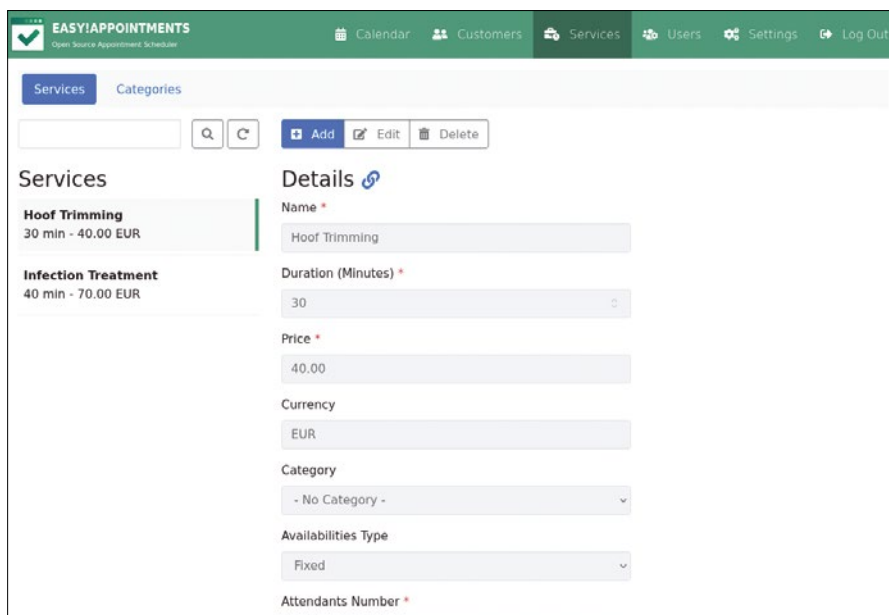 EASY!APPOINTMENTS
Open Source Appointment Scheduler
Calendar Customers Services Users Settings Log Out
Services Categories
Add Edit Delete
Services
Hoof Trimming
30 min - 40.00 EUR
Infection Treatment
40 min - 70.00 EUR
Details
Name *
Hoof Trimming
Duration (Minutes) *
30
Price *
40.00
Currency
EUR
Category
- No Category -
Availabilities Type
Fixed
Attendants Number *